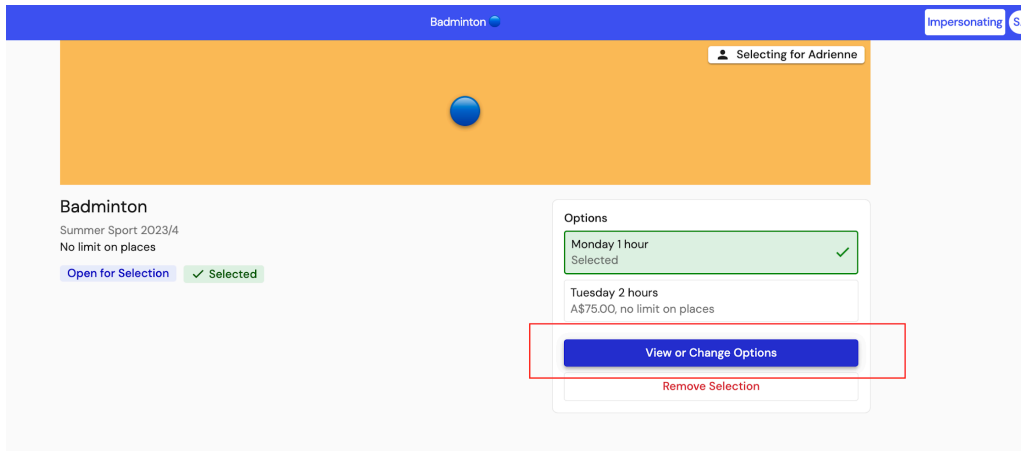 Badminton
Impersonating
Selecting for Adrienne
Badminton
Summer Sport 2023/4
No limit on places
Open for Selection
Selected
Options
Monday 1 hour
Selected
Tuesday 2 hours
A$75.00, no limit on places
View or Change Options
Remove Selection